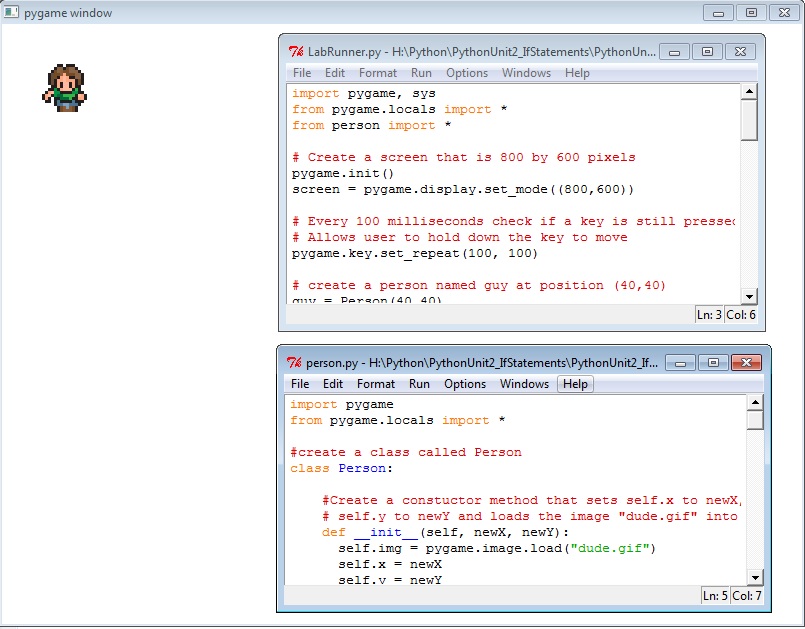 pygame window
LabRunner.py - H:\Python\PythonUnit2_IfStatements\PythonUn...
File Edit Format Run Options Windows Help
import pygame, sys
from pygame.locals import *
from person import *
# Create a screen that is 800 by 600 pixels
pygame.init()
screen = pygame.display.set_mode((800,600))
# Every 100 milliseconds check if a key is still pressed
# Allows user to hold down the key to move
pygame.key.set_repeat(100, 100)
# create a person named guy at position (40,40)
guy = Person(40,40)
Ln: 3 Col: 6
person.py - H:\Python\PythonUnit2_IfStatements\PythonUnit2_If...
File Edit Format Run Options Windows Help
import pygame
from pygame.locals import *
#create a class called Person
class Person:
#Create a constuctor method that sets self.x to newX,
# self.y to newY and loads the image "dude.gif" into
def __init__(self, newX, newY):
self.img = pygame.image.load("dude.gif")
self.x = newX
self.y = newY
Ln: 5 Col: 7